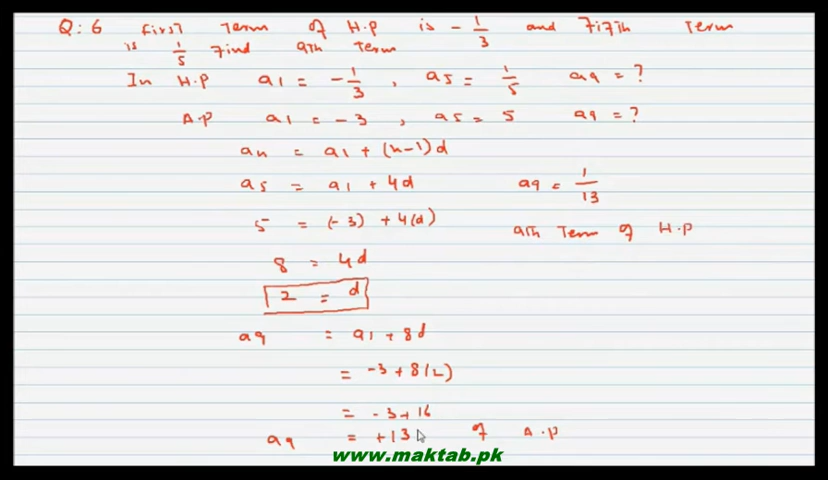 Q: 6 First Term of H.P is - 1/3 and Fifth Term
is 1/5 Find 9th Term
In H.P a1 = - 1/3 , a5 = 1/5 a9 = ?
A.P a1 = -3 , a5 = 5 a9 = ?
an = a1 + (n-1)d
a5 = a1 + 4d a9 = 1/13
5 = (-3) + 4(d) 9th Term of H.P
8 = 4d
2 = d
a9 = a1 + 8d
= -3 + 8(2)
= -3 + 16
a9 = +13 of A.P
www.maktab.pk